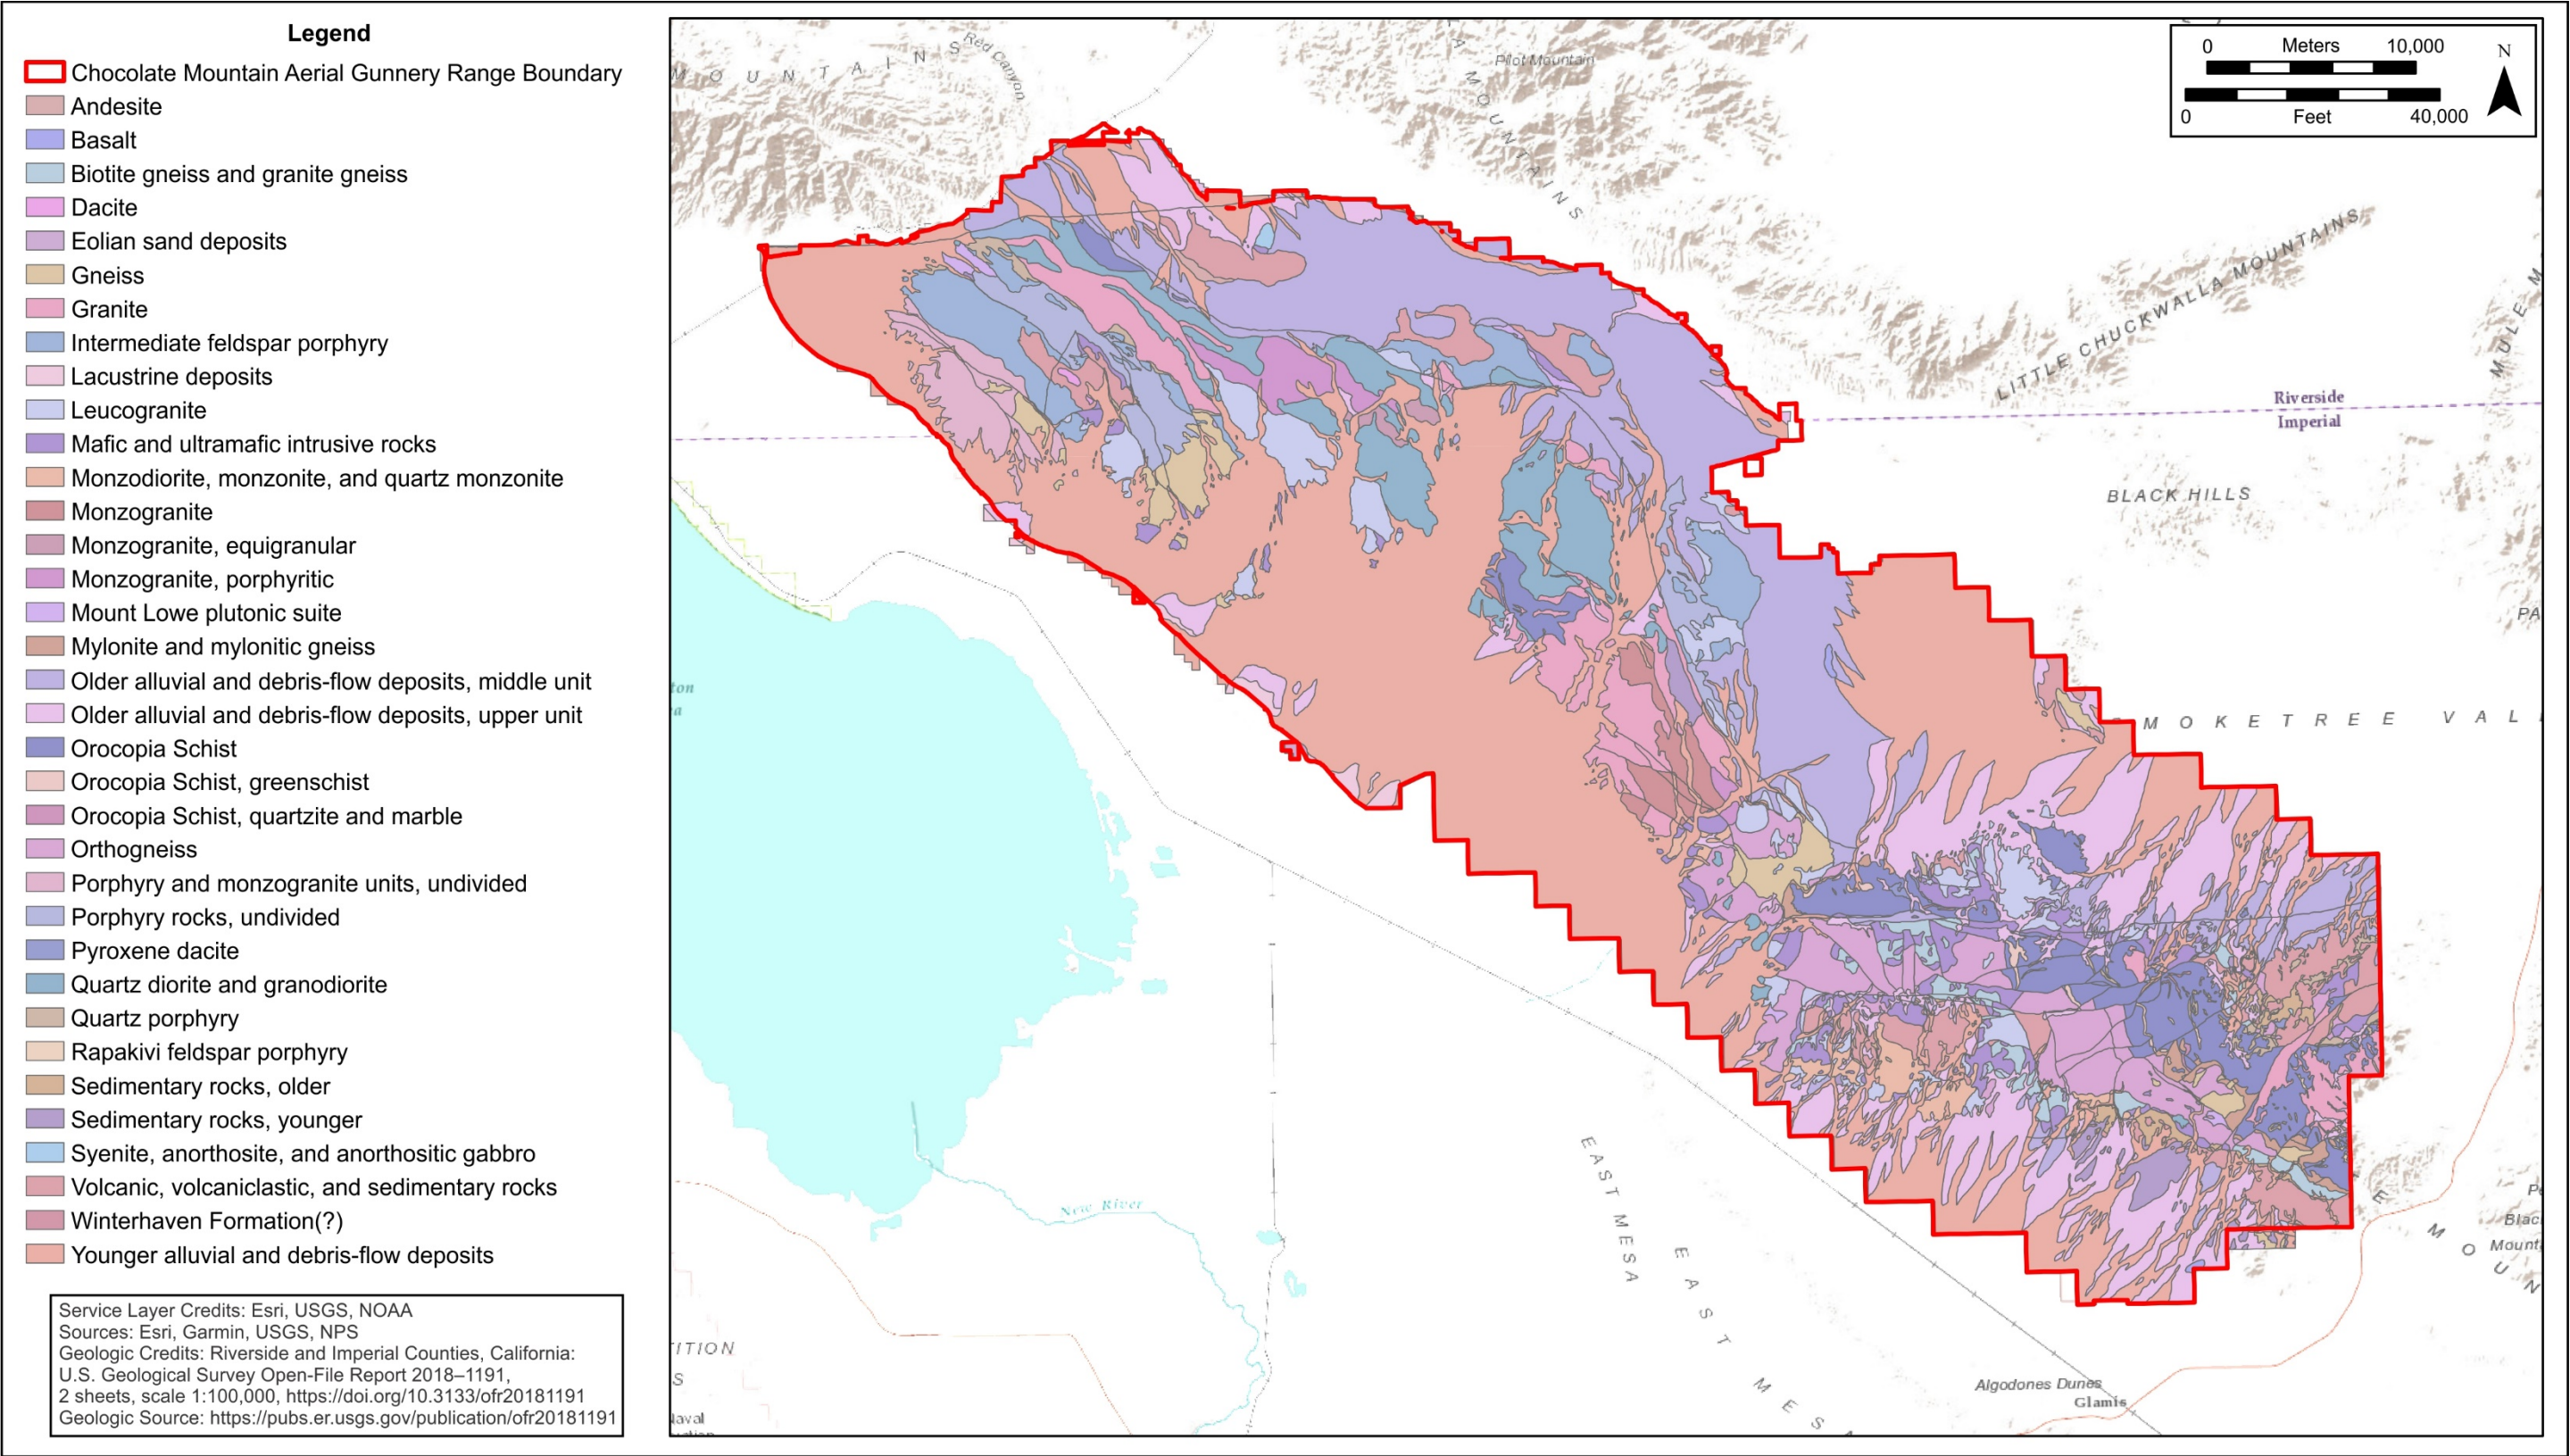 Legend
Chocolate Mountain Aerial Gunnery Range Boundary
Andesite
Basalt
Biotite gneiss and granite gneiss
Dacite
Eolian sand deposits
Gneiss
Granite
Intermediate feldspar porphyry
Lacustrine deposits
Leucogranite
Mafic and ultramafic intrusive rocks
Monzodiorite, monzonite, and quartz monzonite
Monzogranite
Monzogranite, equigranular
Monzogranite, porphyritic
Mount Lowe plutonic suite
Mylonite and mylonitic gneiss
Older alluvial and debris-flow deposits, middle unit
Older alluvial and debris-flow deposits, upper unit
Orocopia Schist
Orocopia Schist, greenschist
Orocopia Schist, quartzite and marble
Orthogneiss
Porphyry and monzogranite units, undivided
Porphyry rocks, undivided
Pyroxene dacite
Quartz diorite and granodiorite
Quartz porphyry
Rapakivi feldspar porphyry
Sedimentary rocks, older
Sedimentary rocks, younger
Syenite, anorthosite, and anorthositic gabbro
Volcanic, volcaniclastic, and sedimentary rocks
Winterhaven Formation(?)
Younger alluvial and debris-flow deposits
Service Layer Credits: Esri, USGS, NOAA
Sources: Esri, Garmin, USGS, NPS
Geologic Credits: Riverside and Imperial Counties, California:
U.S. Geological Survey Open-File Report 2018–1191,
2 sheets, scale 1:100,000, https://doi.org/10.3133/ofr20181191
Geologic Source: https://pubs.er.usgs.gov/publication/ofr20181191
0 Meters 10,000
0 Feet 40,000
N
MOUNTAINS
Red Canyon
Pilot Mountain
A MOUNTAINS
LITTLE CHUCKWALLA MOUNTAINS
MULE M
Riverside
Imperial
BLACK HILLS
PA
MOKETREE VAL
ton
a
New River
EAST MESA
EAST MESA
Algodones Dunes
Glamis
E MOUN
Blac
Mount
TITION
S